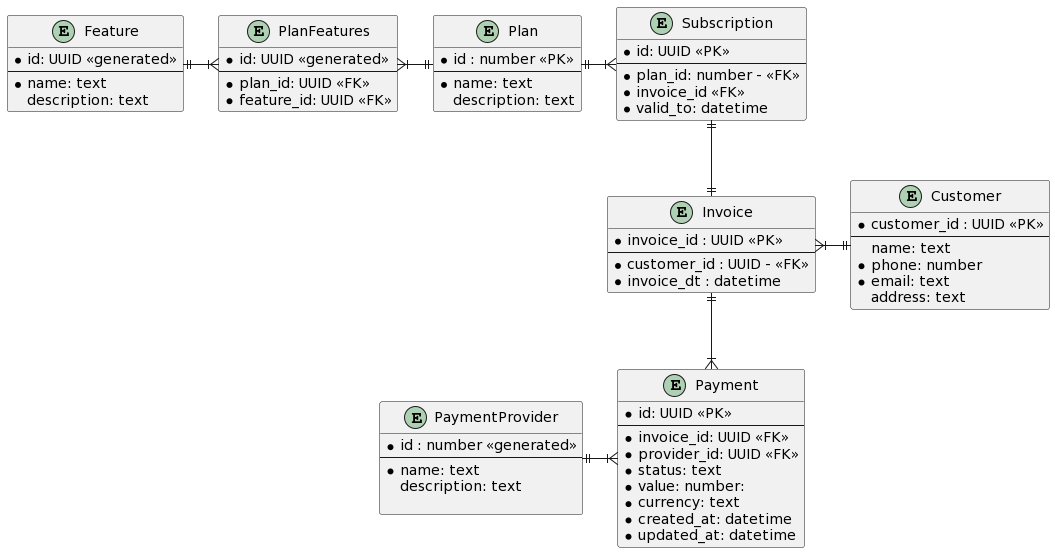 E Feature
• id: UUID «generated»
• name: text
description: text
E PlanFeatures
• id: UUID «generated»
• plan_id: UUID «FK»
• feature_id: UUID «FK»
E Plan
• id : number «PK»
• name: text
description: text
E Subscription
• id: UUID «PK»
• plan_id: number - «FK»
• invoice_id «FK»
• valid_to: datetime
E Invoice
• invoice_id : UUID «PK»
• customer_id : UUID - «FK»
• invoice_dt : datetime
E Customer
• customer_id : UUID «PK»
name: text
• phone: number
• email: text
address: text
E PaymentProvider
• id : number «generated»
• name: text
description: text
E Payment
• id: UUID «PK»
• invoice_id: UUID «FK»
• provider_id: UUID «FK»
• status: text
• value: number:
• currency: text
• created_at: datetime
• updated_at: datetime